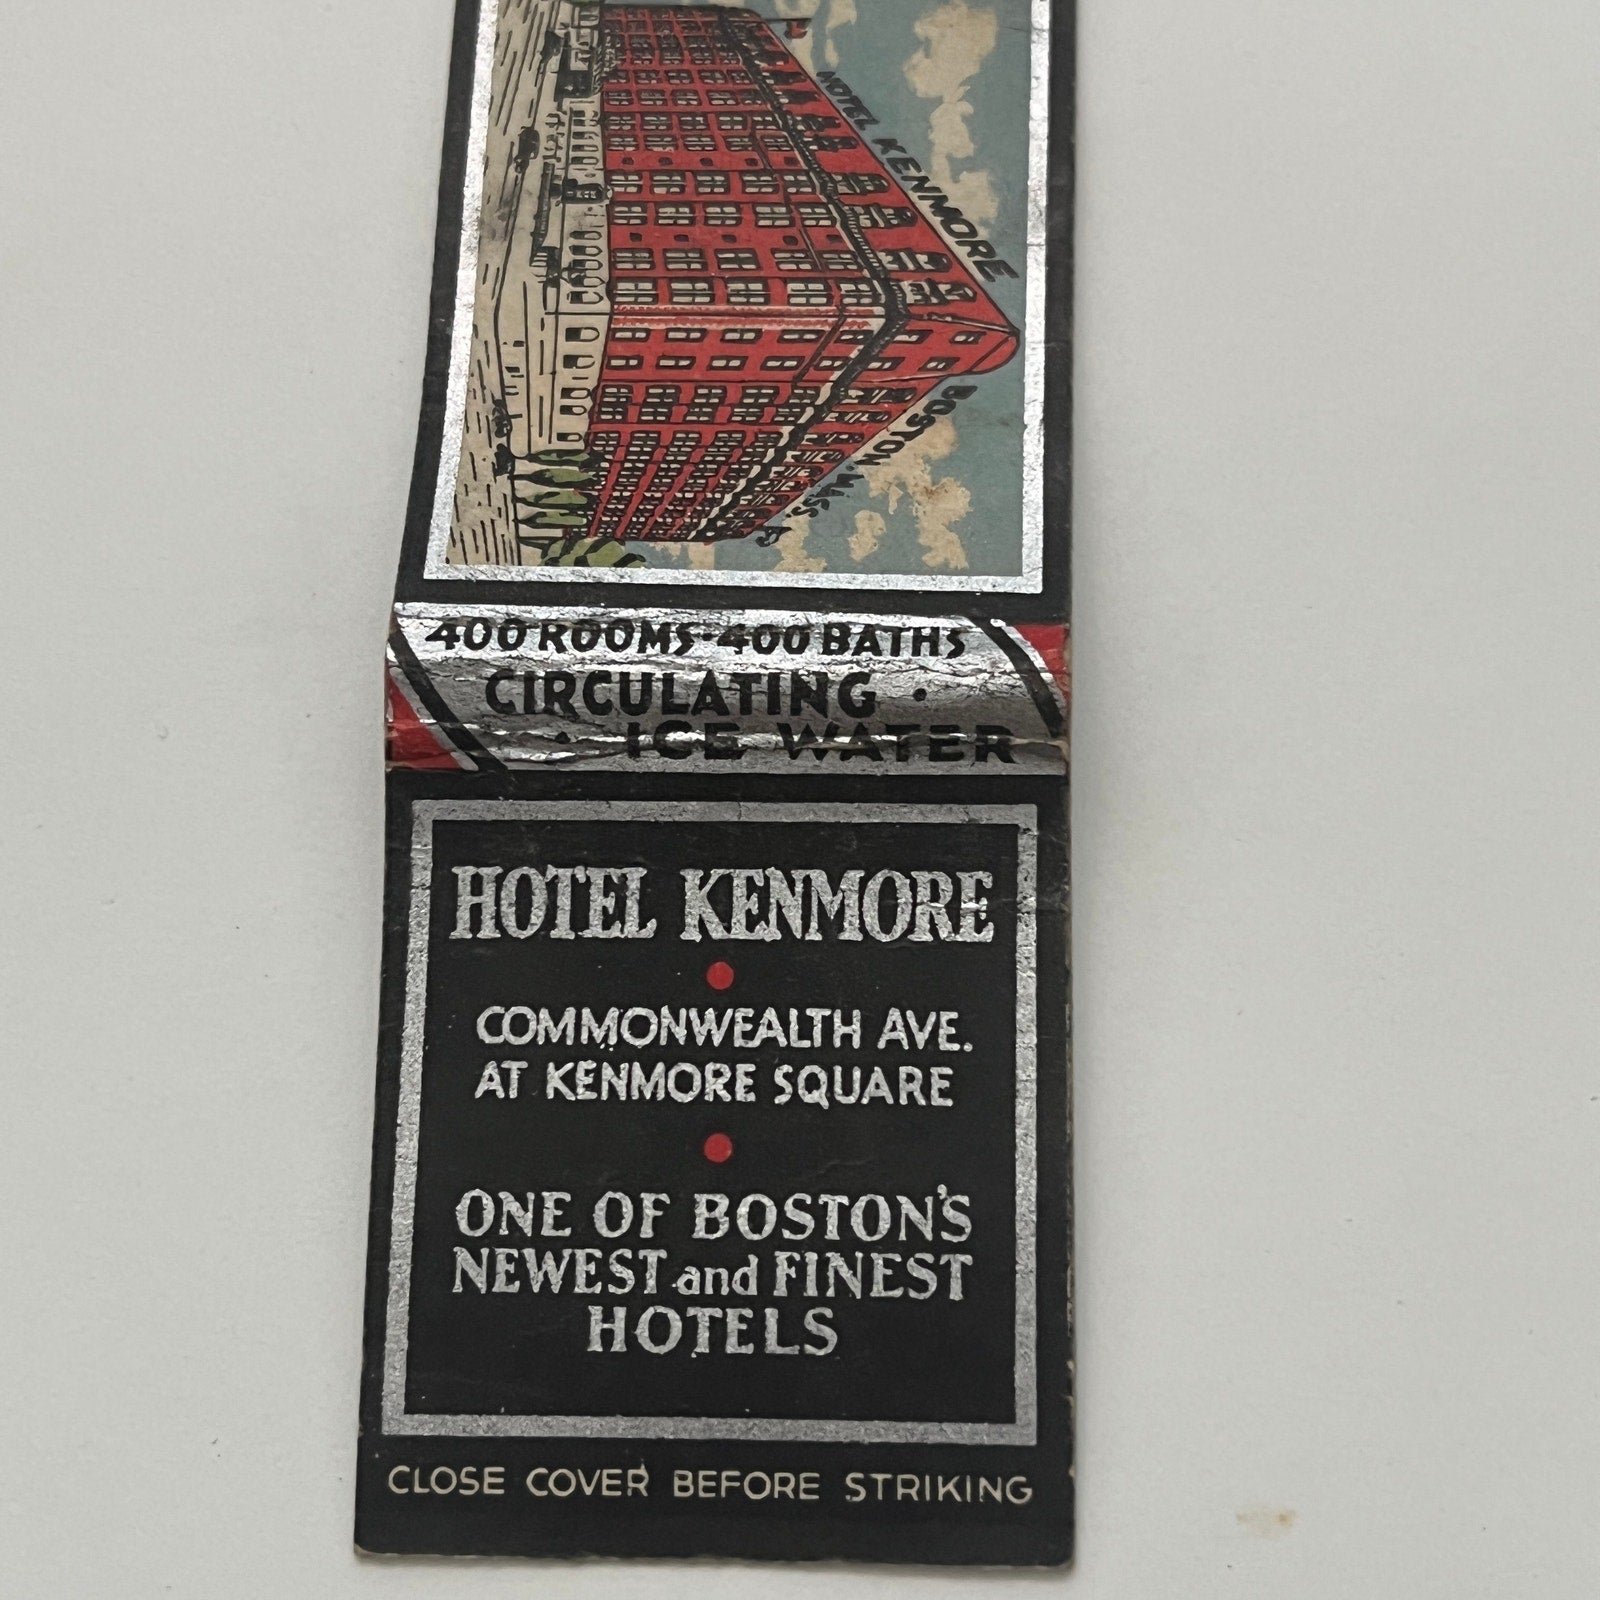 HOTEL KENMORE
BOSTON MASS.
400 ROOMS · 400 BATHS
CIRCULATING ·
· ICE WATER
HOTEL KENMORE
COMMONWEALTH AVE.
AT KENMORE SQUARE
ONE OF BOSTON'S
NEWEST and FINEST
HOTELS
CLOSE COVER BEFORE STRIKING